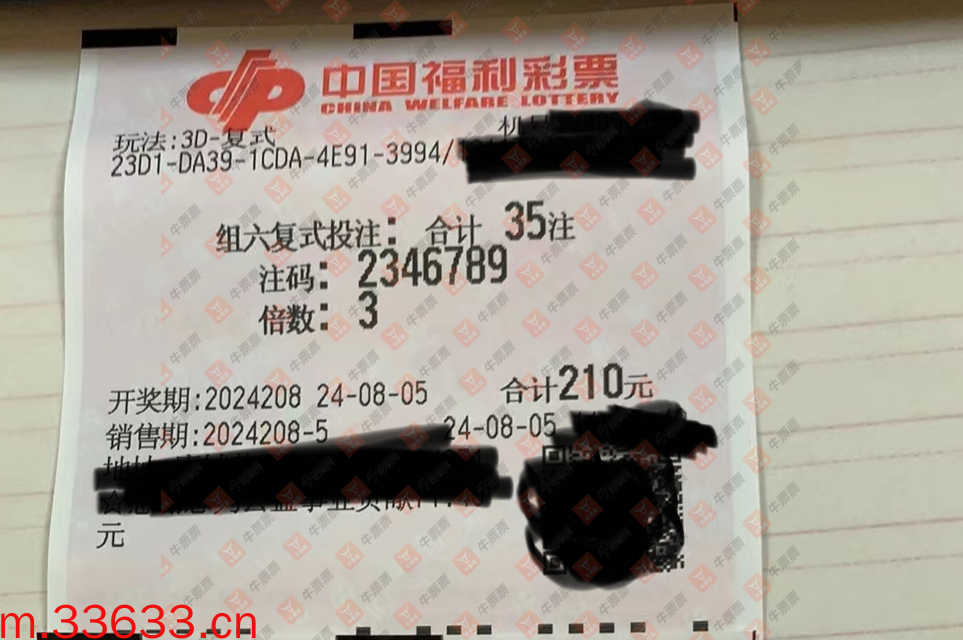 中国福利彩票
CHINA WELFARE LOTTERY
玩法:3D-复式
23D1-DA39-1CDA-4E91-3994/
组六复式投注: 合计 35注
注码: 2346789
倍数: 3
开奖期:2024208 24-08-05 合计210元
销售期:2024208-5 24-08-05
元
牛票票
m.33633.cn